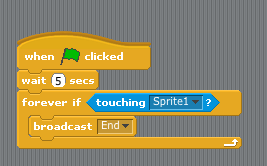 when clicked
wait 5 secs
forever if touching Sprite1 ?
broadcast End